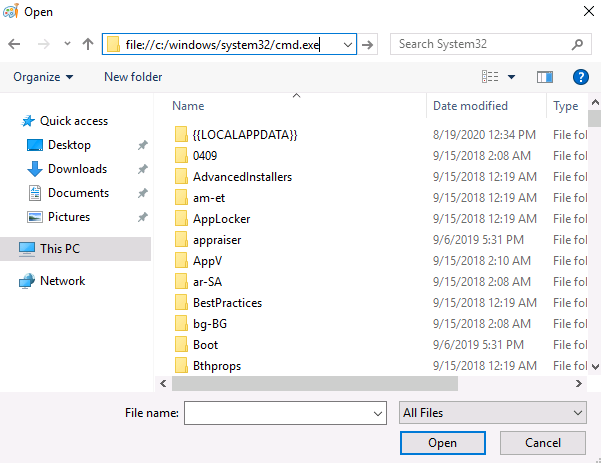 Open
file://c:/windows/system32/cmd.exe
Search System32
Organize
New folder
Name
Date modified
Type
Quick access
Desktop
Downloads
Documents
Pictures
This PC
Network
{{LOCALAPPDATA}} 8/19/2020 12:34 PM File fol
0409 9/15/2018 2:08 AM File fol
AdvancedInstallers 9/15/2018 12:19 AM File fol
am-et 9/15/2018 12:19 AM File fol
AppLocker 9/15/2018 12:19 AM File fol
appraiser 9/6/2019 5:31 PM File fol
AppV 9/15/2018 2:10 AM File fol
ar-SA 9/15/2018 2:08 AM File fol
BestPractices 9/15/2018 12:19 AM File fol
bg-BG 9/15/2018 2:08 AM File fol
Boot 9/6/2019 5:31 PM File fol
Bthprops 9/15/2018 12:19 AM File fol
File name:
All Files
Open
Cancel